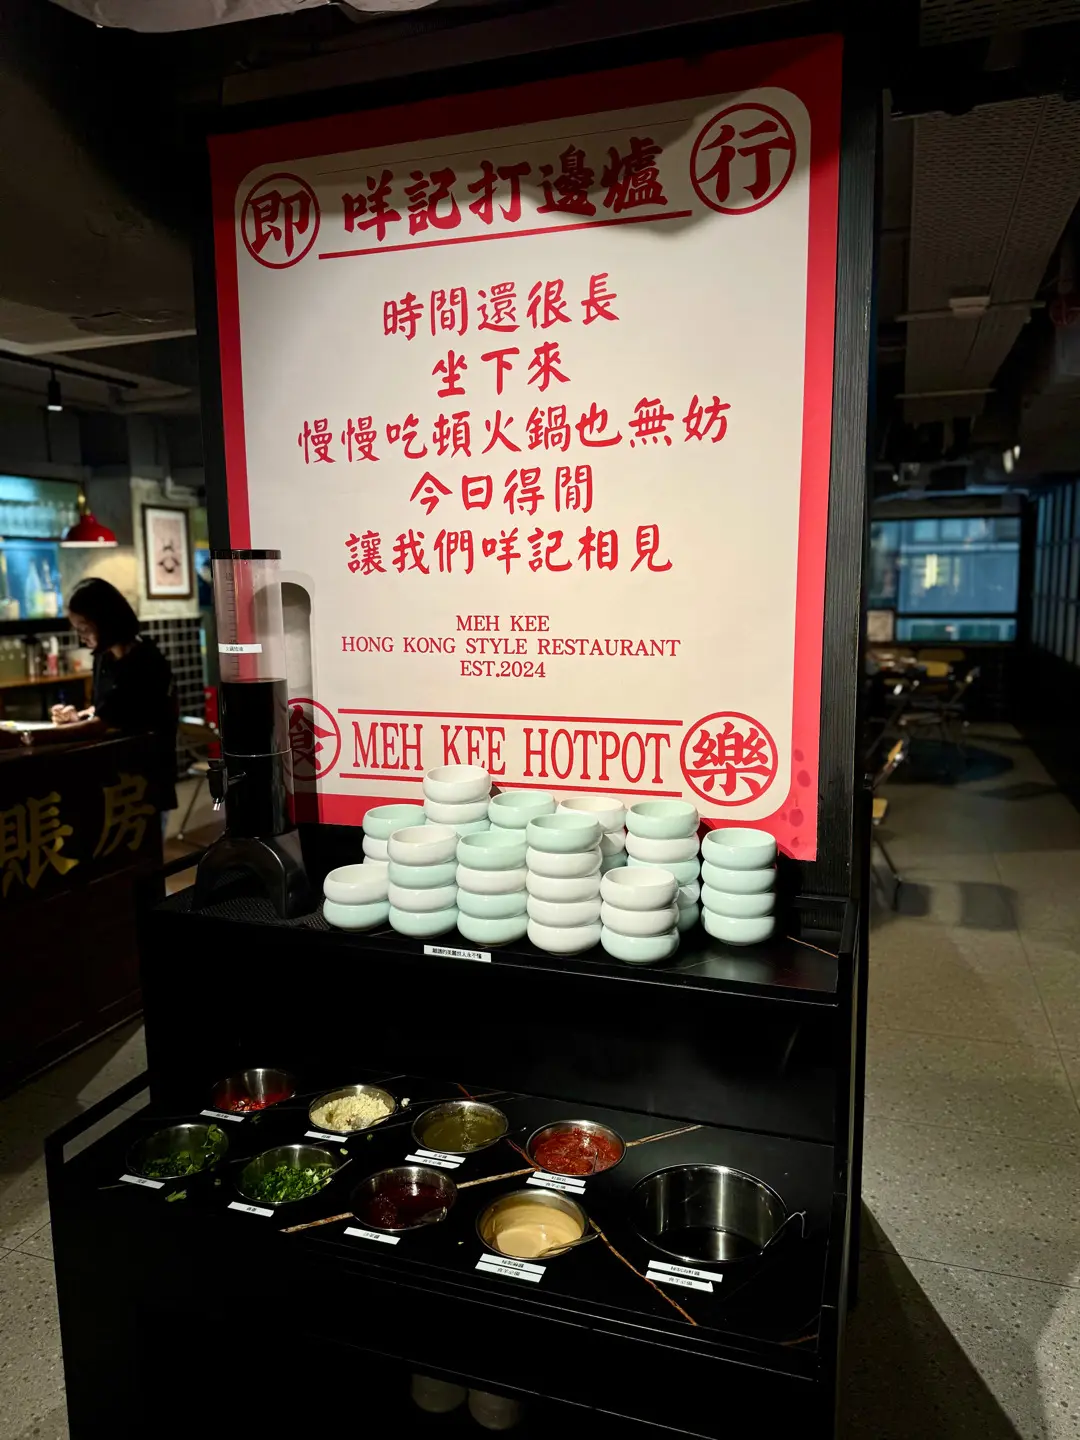 即 咩記打邊爐 行
時間還很長
坐下來
慢慢吃頓火鍋也無妨
今日得閒
讓我們咩記相見
MEH KEE
HONG KONG STYLE RESTAURANT
EST.2024
食 MEH KEE HOTPOT 樂
賬房